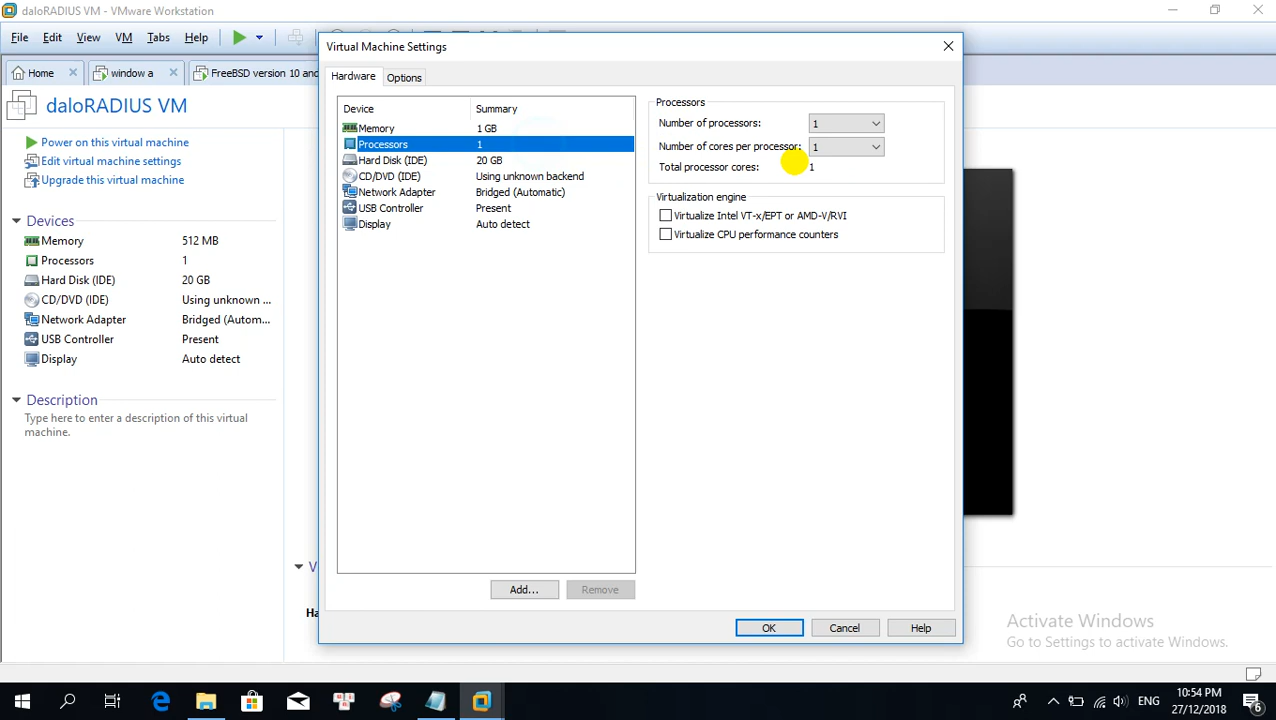 daloRADIUS VM - VMware Workstation
File Edit View VM Tabs Help
Home window a FreeBSD version 10 and
daloRADIUS VM
Power on this virtual machine
Edit virtual machine settings
Upgrade this virtual machine
Devices
Memory 512 MB
Processors 1
Hard Disk (IDE) 20 GB
CD/DVD (IDE) Using unknown ...
Network Adapter Bridged (Autom...
USB Controller Present
Display Auto detect
Description
Type here to enter a description of this virtual
machine.
Virtual Machine Settings
Hardware Options
Device Summary
Memory 1 GB
Processors 1
Hard Disk (IDE) 20 GB
CD/DVD (IDE) Using unknown backend
Network Adapter Bridged (Automatic)
USB Controller Present
Display Auto detect
Add... Remove
Processors
Number of processors: 1
Number of cores per processor: 1
Total processor cores: 1
Virtualization engine
Virtualize Intel VT-x/EPT or AMD-V/RVI
Virtualize CPU performance counters
OK Cancel Help
V
Ha
Activate Windows
Go to Settings to activate Windows.
ENG
10:54 PM
27/12/2018
6